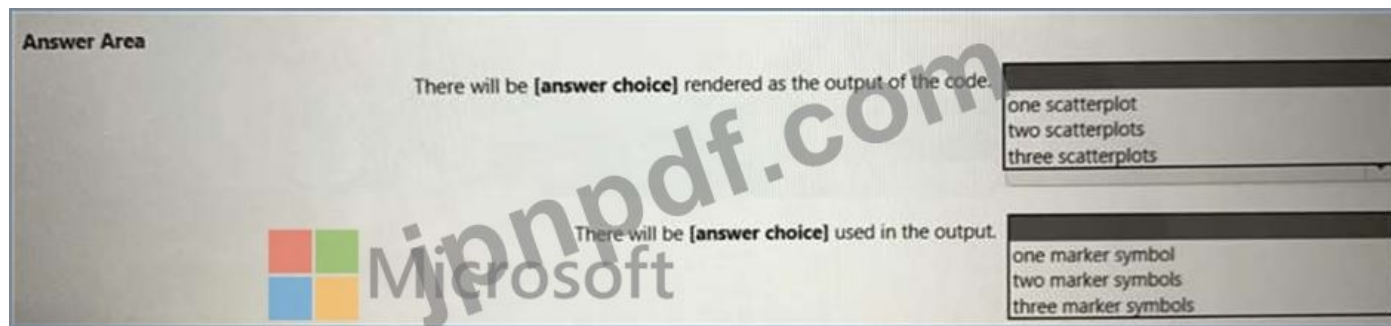 Answer Area
There will be [answer choice] rendered as the output of the code.
one scatterplot
two scatterplots
three scatterplots
There will be [answer choice] used in the output.
one marker symbol
two marker symbols
three marker symbols
Microsoft
jpnpdf.com